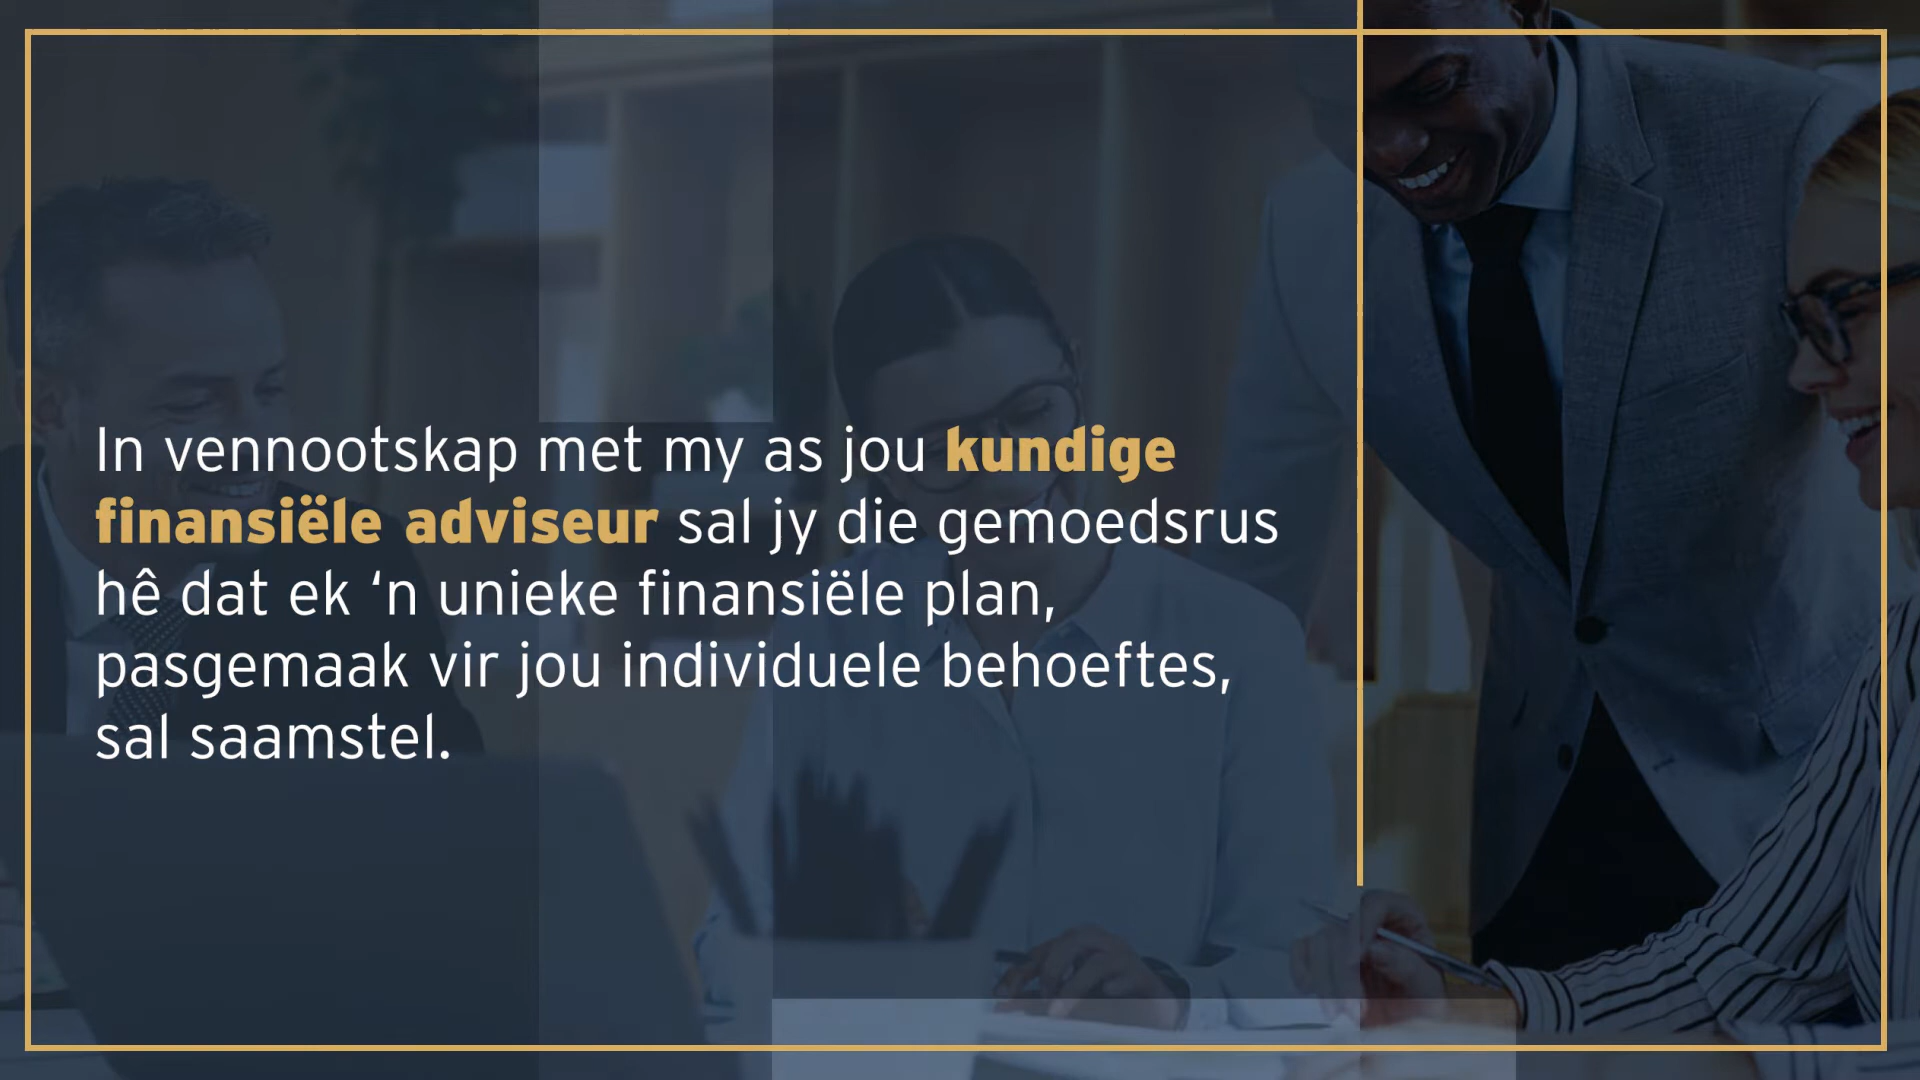 In vennootskap met my as jou kundige
finansiële adviseur sal jy die gemoedsrus
hê dat ek ‘n unieke finansiële plan,
pasgemaak vir jou individuele behoeftes,
sal saamstel.